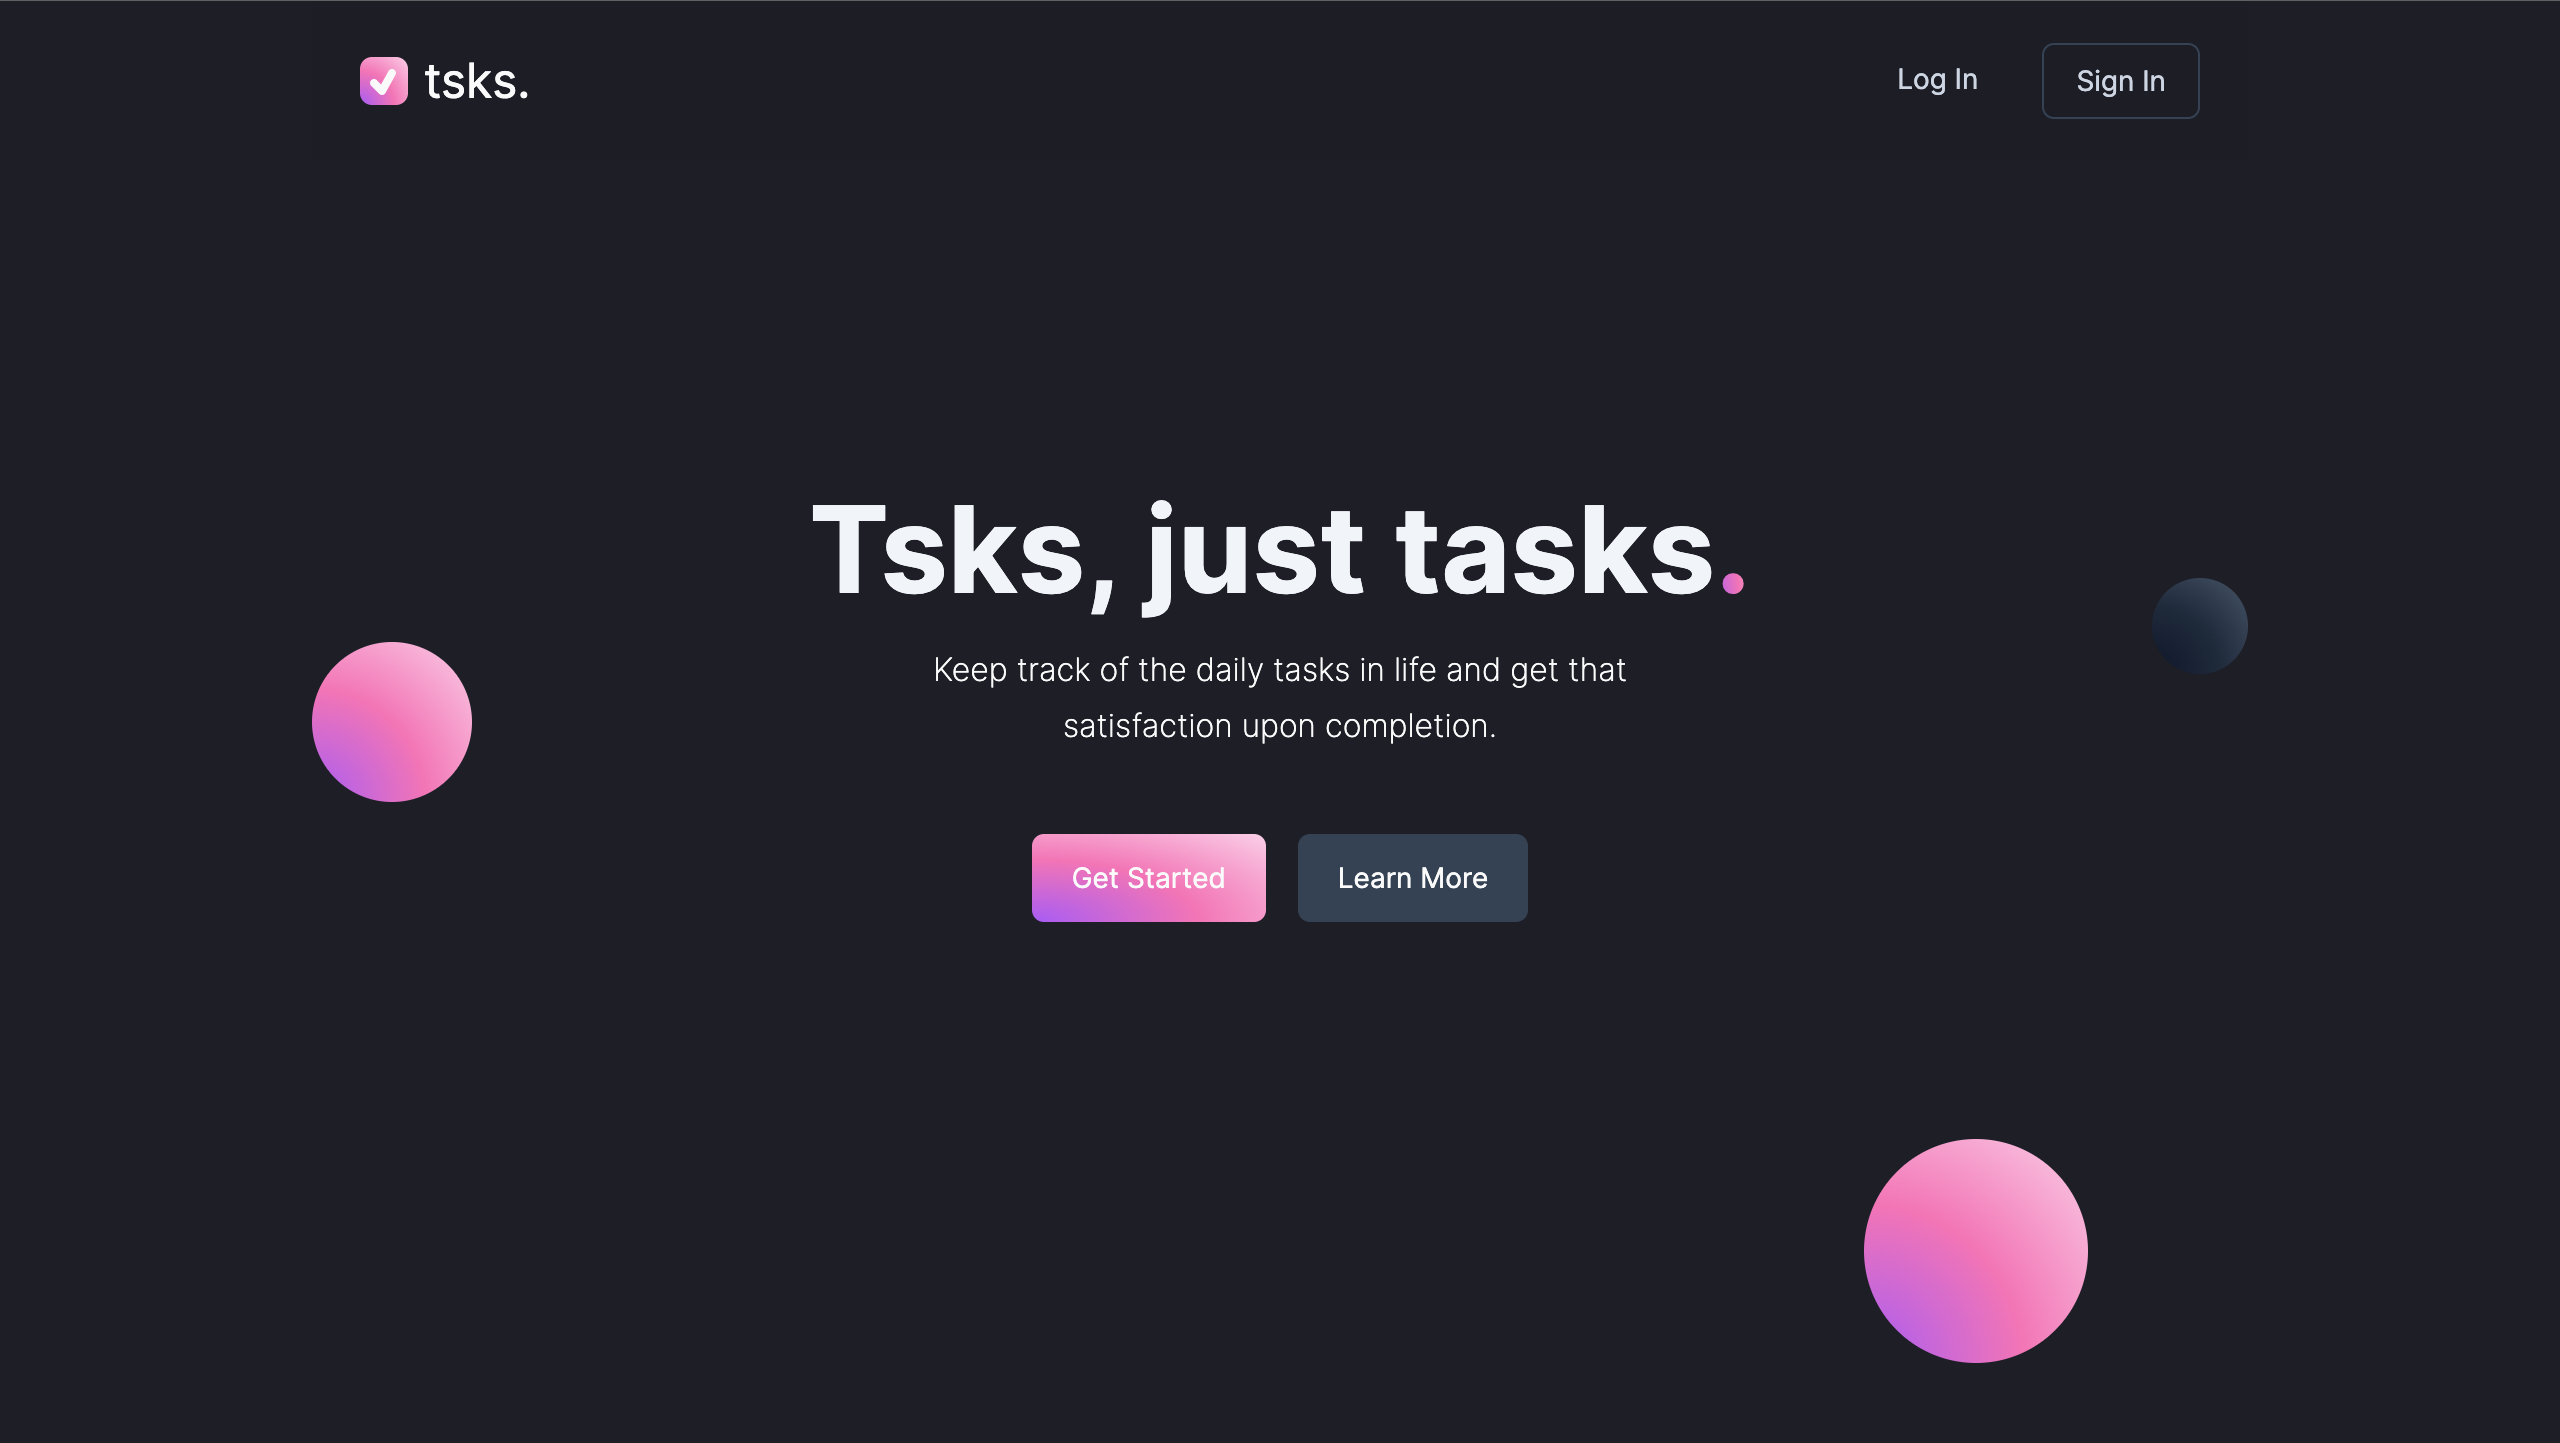 tsks.
Log In
Sign In
Tsks, just tasks.
Keep track of the daily tasks in life and get that
satisfaction upon completion.
Get Started
Learn More